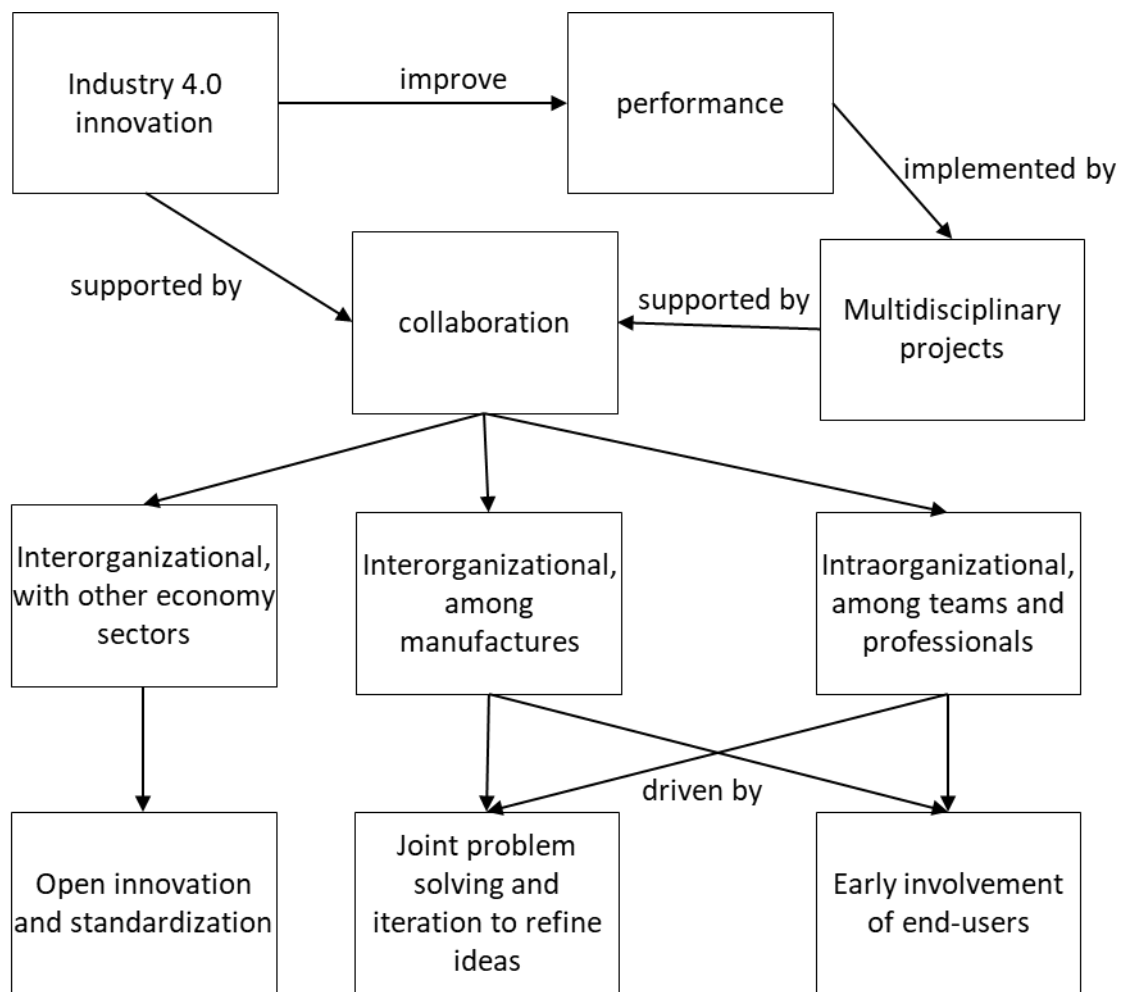 Industry 4.0
innovation
improve
performance
implemented by
supported by
collaboration
supported by
Multidisciplinary
projects
Interorganizational,
with other economy
sectors
Interorganizational,
among
manufactures
Intraorganizational,
among teams and
professionals
driven by
Open innovation
and standardization
Joint problem
solving and
iteration to refine
ideas
Early involvement
of end-users